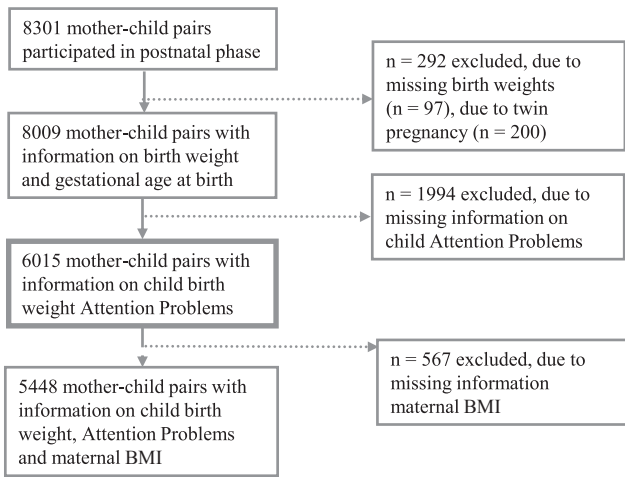 8301 mother-child pairs
participated in postnatal phase
n = 292 excluded, due to
missing birth weights
(n = 97), due to twin
pregnancy (n = 200)
8009 mother-child pairs with
information on birth weight
and gestational age at birth
n = 1994 excluded, due to
missing information on
child Attention Problems
6015 mother-child pairs with
information on child birth
weight Attention Problems
n = 567 excluded, due to
missing information
maternal BMI
5448 mother-child pairs with
information on child birth
weight, Attention Problems
and maternal BMI